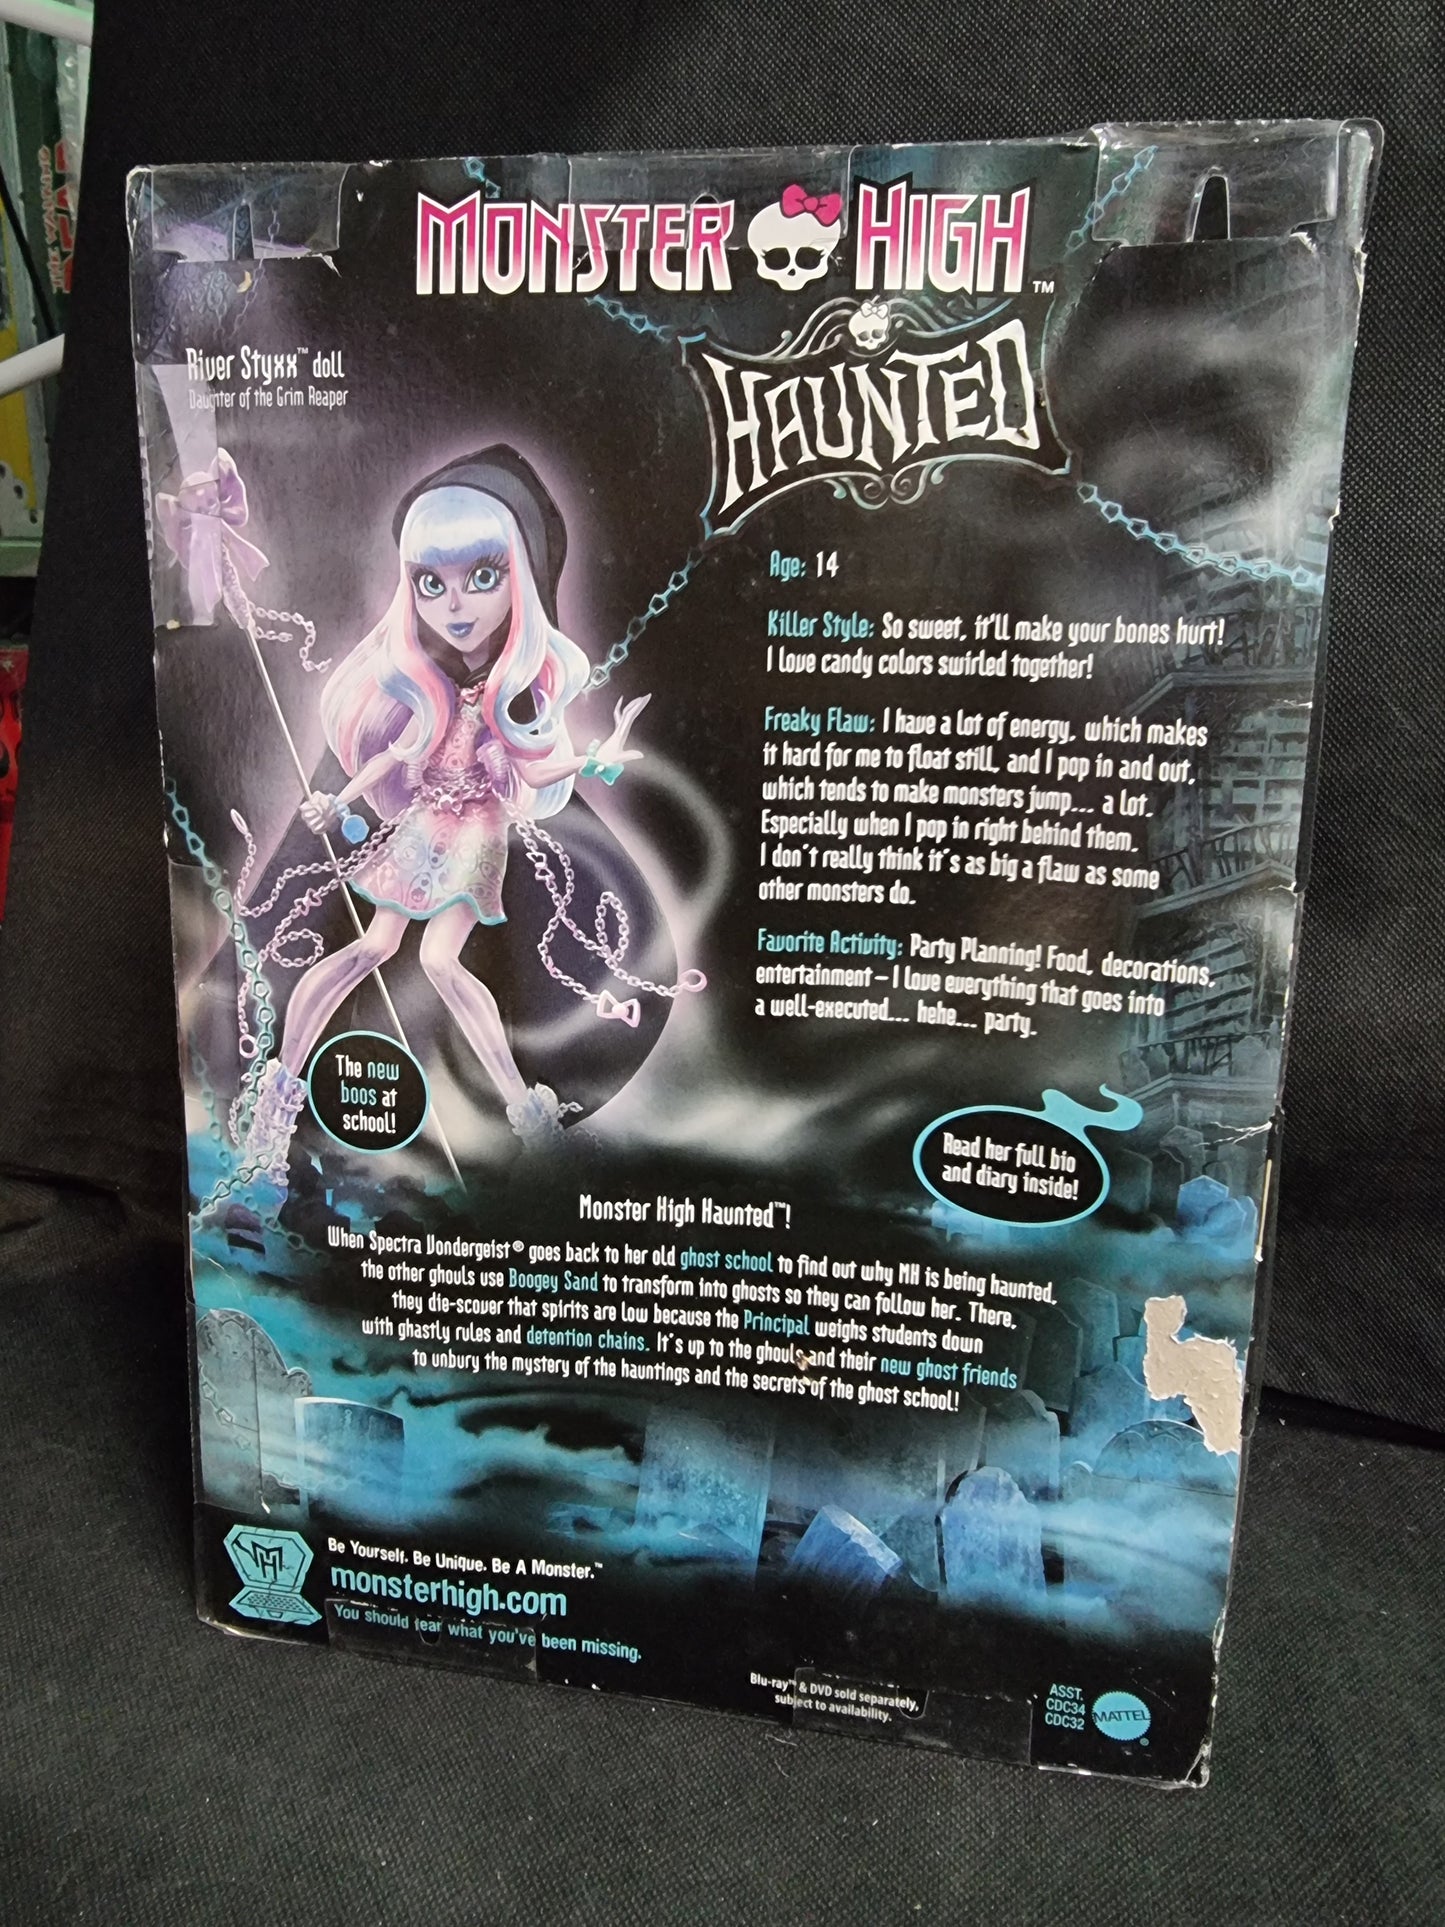 MONSTER HIGH™
HAUNTED
River Styxx™ doll
Daughter of the Grim Reaper
Age: 14
Killer Style: So sweet, it'll make your bones hurt!
I love candy colors swirled together!
Freaky Flaw: I have a lot of energy, which makes
it hard for me to float still, and I pop in and out,
which tends to make monsters jump... a lot.
Especially when I pop in right behind them.
I don't really think it's as big a flaw as some
other monsters do.
Favorite Activity: Party Planning! Food, decorations,
entertainment – I love everything that goes into
a well-executed... hehe... party.
The new
boos at
school!
Read her full bio
and diary inside!
Monster High Haunted™!
When Spectra Vondergeist® goes back to her old ghost school to find out why MH is being haunted,
the other ghouls use Boogey Sand to transform into ghosts so they can follow her. There,
they die-scover that spirits are low because the Principal weighs students down
with ghastly rules and detention chains. It's up to the ghouls and their new ghost friends
to unbury the mystery of the hauntings and the secrets of the ghost school!
Be Yourself. Be Unique. Be A Monster.™
monsterhigh.com
You should fear what you've been missing.
Blu-ray™ & DVD sold separately,
subject to availability.
ASST.
CDC34
CDC32
MATTEL®